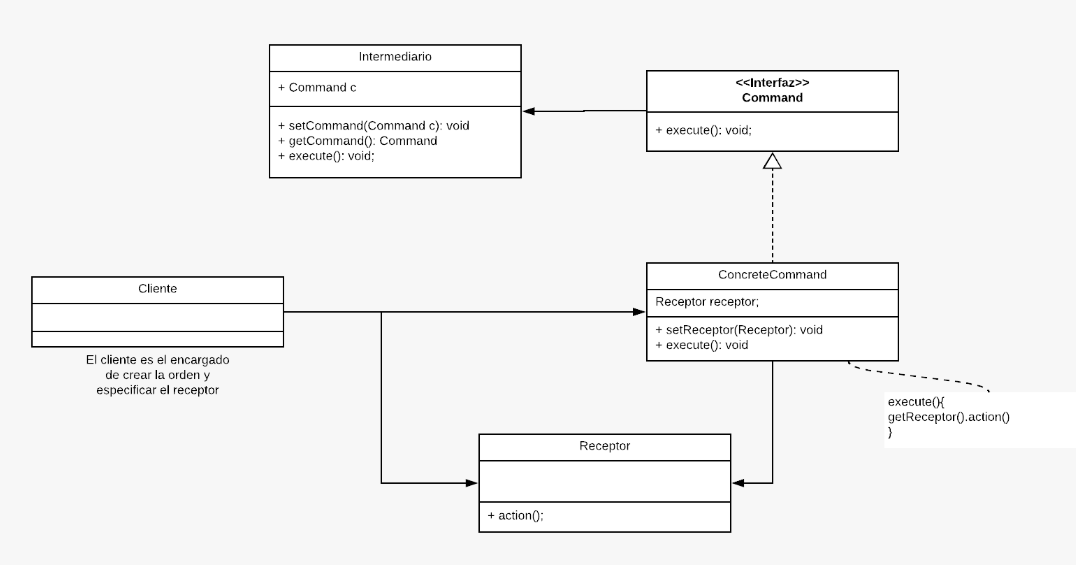 Intermediario
+ Command c
+ setCommand(Command c): void
+ getCommand(): Command
+ execute(): void;
<<Interfaz>>
Command
+ execute(): void;
Cliente
El cliente es el encargado
de crear la orden y
especificar el receptor
ConcreteCommand
Receptor receptor;
+ setReceptor(Receptor): void
+ execute(): void
execute(){
getReceptor().action()
}
Receptor
+ action();